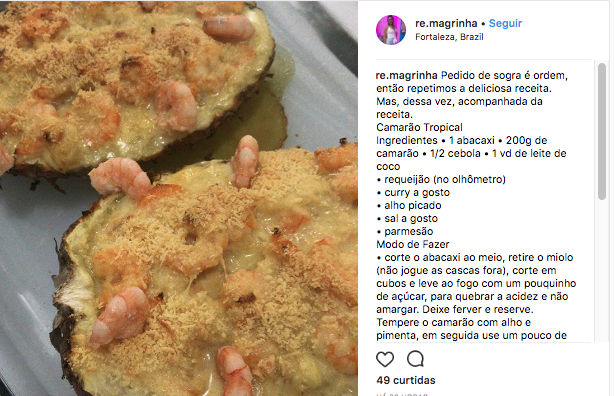 re.magrinha • Seguir
Fortaleza, Brazil
re.magrinha Pedido de sogra é ordem,
então repetimos a deliciosa receita.
Mas, dessa vez, acompanhada da
receita.
Camarão Tropical
Ingredientes • 1 abacaxi • 200g de
camarão • 1/2 cebola • 1 vd de leite de
coco
• requeijão (no olhômetro)
• curry a gosto
• alho picado
• sal a gosto
• parmesão
Modo de Fazer
• corte o abacaxi ao meio, retire o miolo
(não jogue as cascas fora), corte em
cubos e leve ao fogo com um pouquinho
de açúcar, para quebrar a acidez e não
amargar. Deixe ferver e reserve.
Tempere o camarão com alho e
pimenta, em seguida use um pouco de
49 curtidas